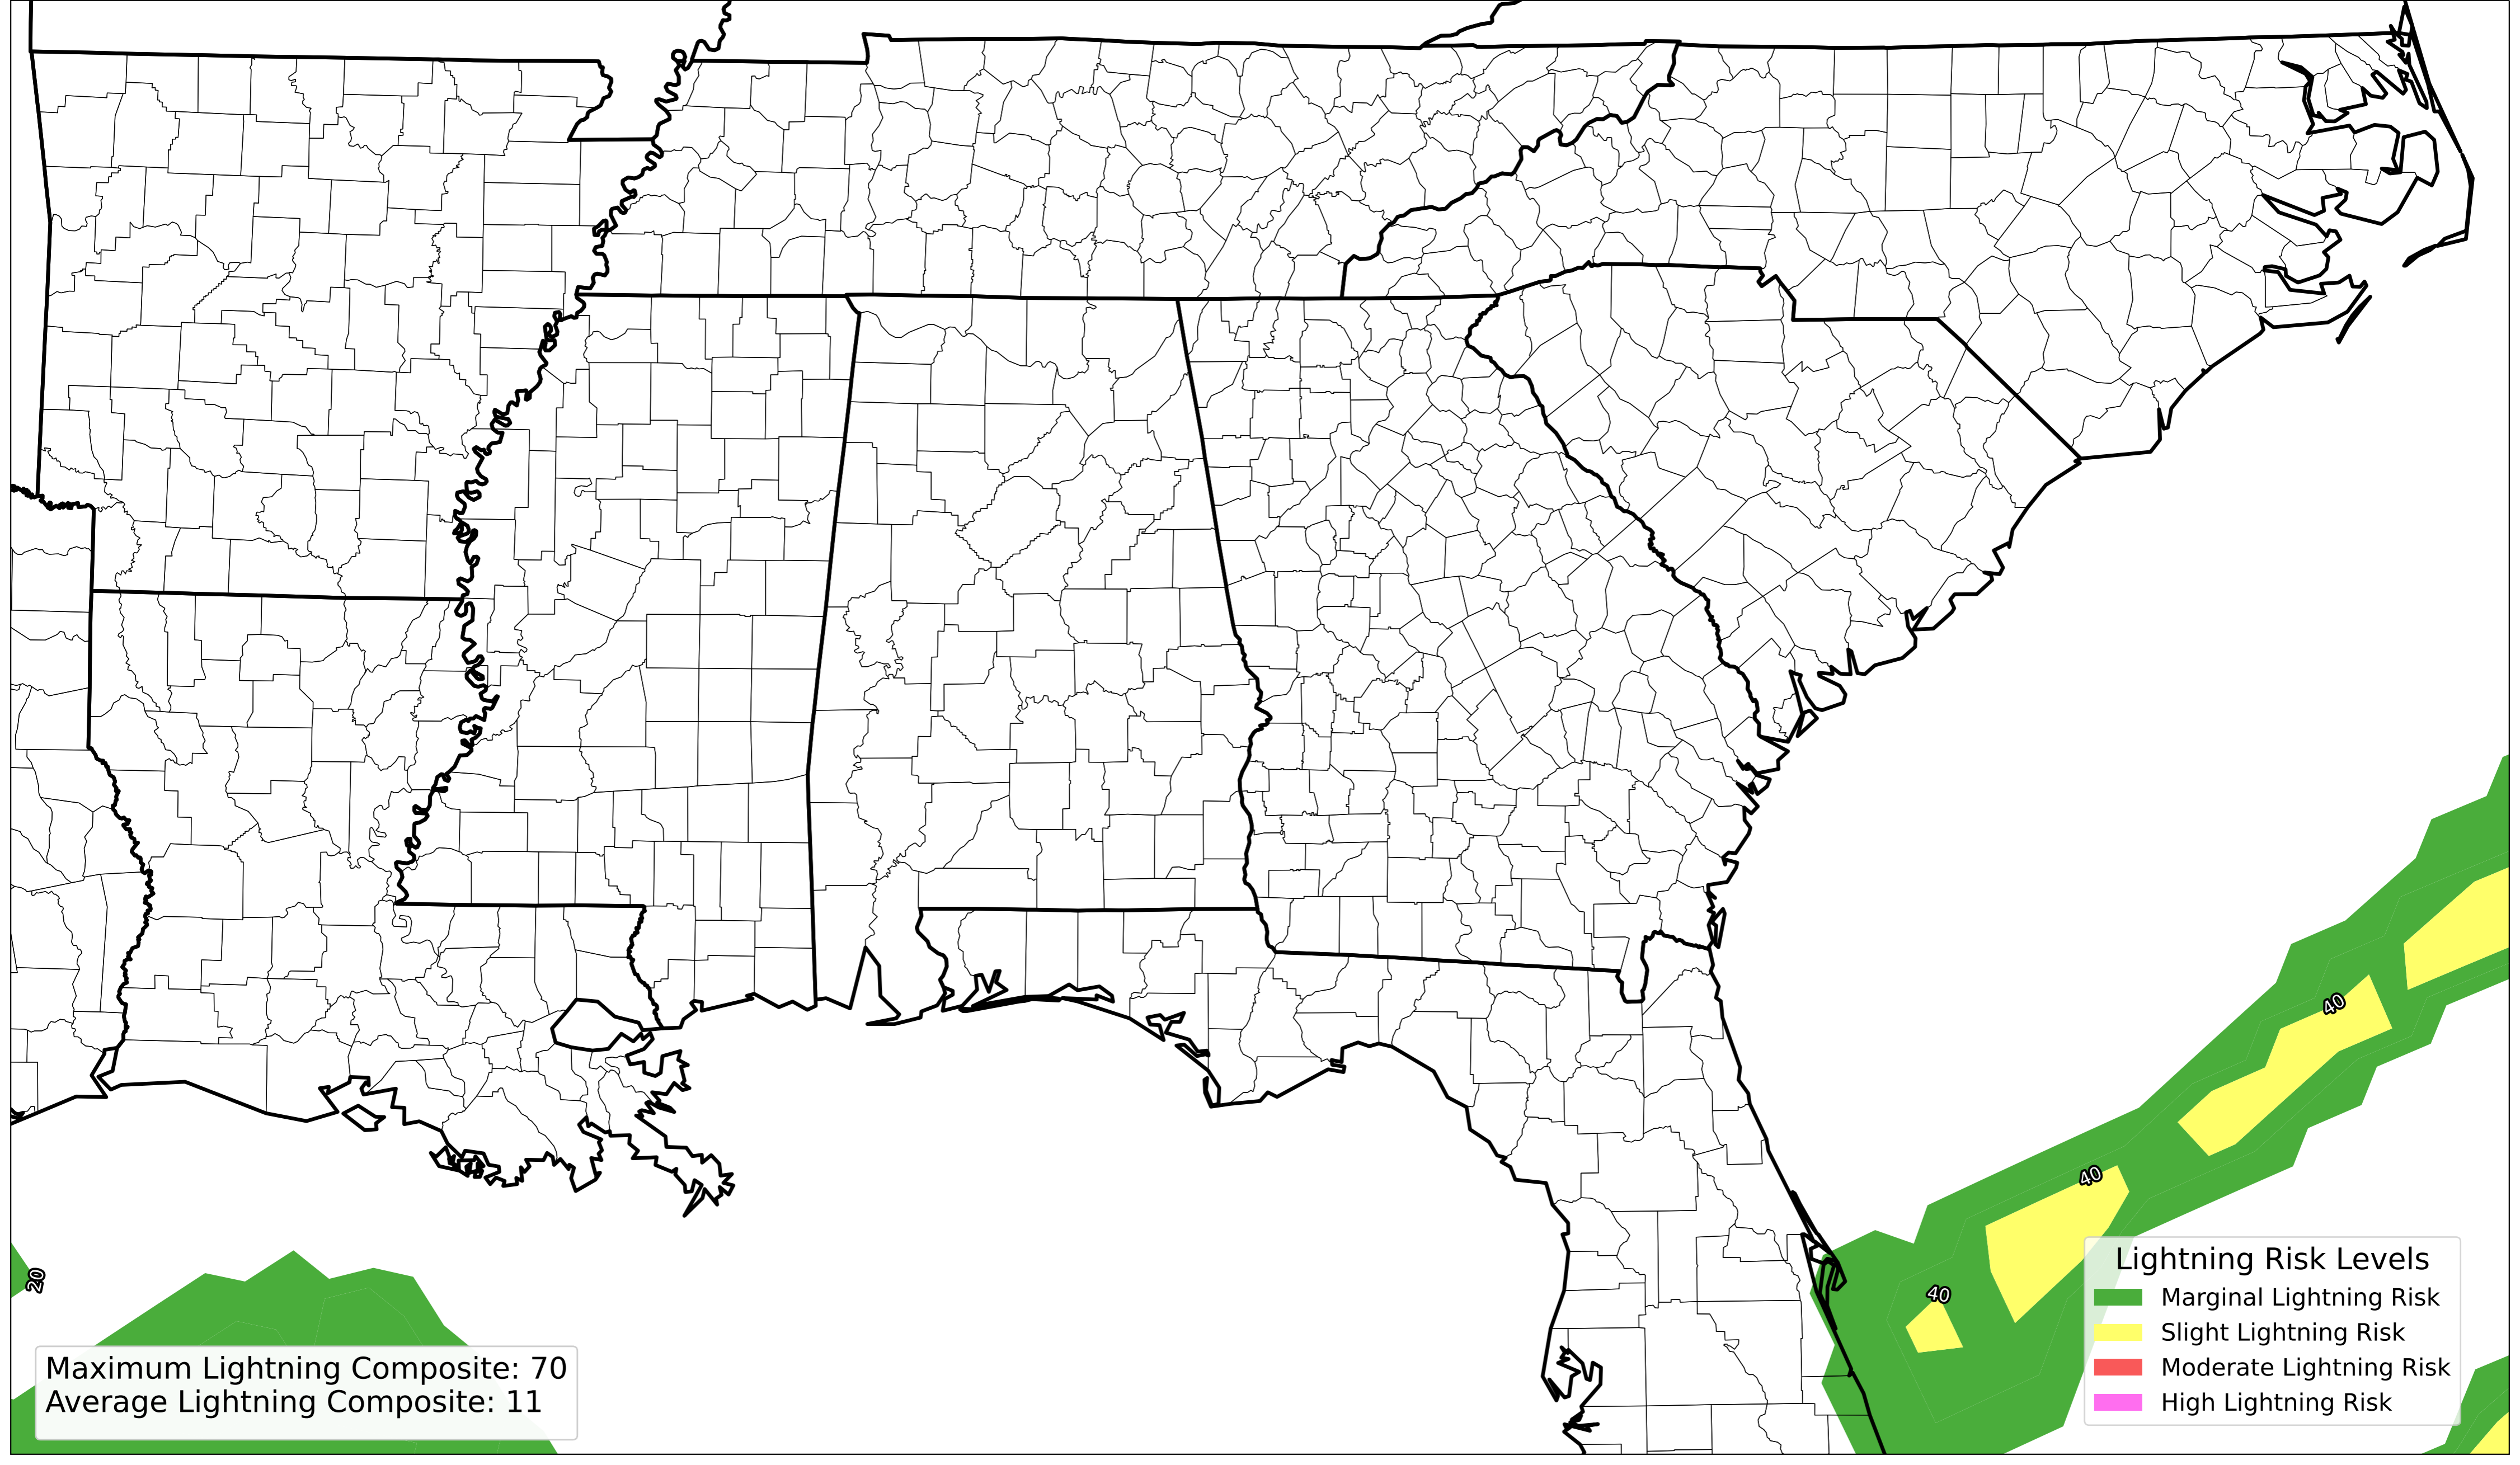 40
40
40
20
Maximum Lightning Composite: 70
Average Lightning Composite: 11
Lightning Risk Levels
Marginal Lightning Risk
Slight Lightning Risk
Moderate Lightning Risk
High Lightning Risk